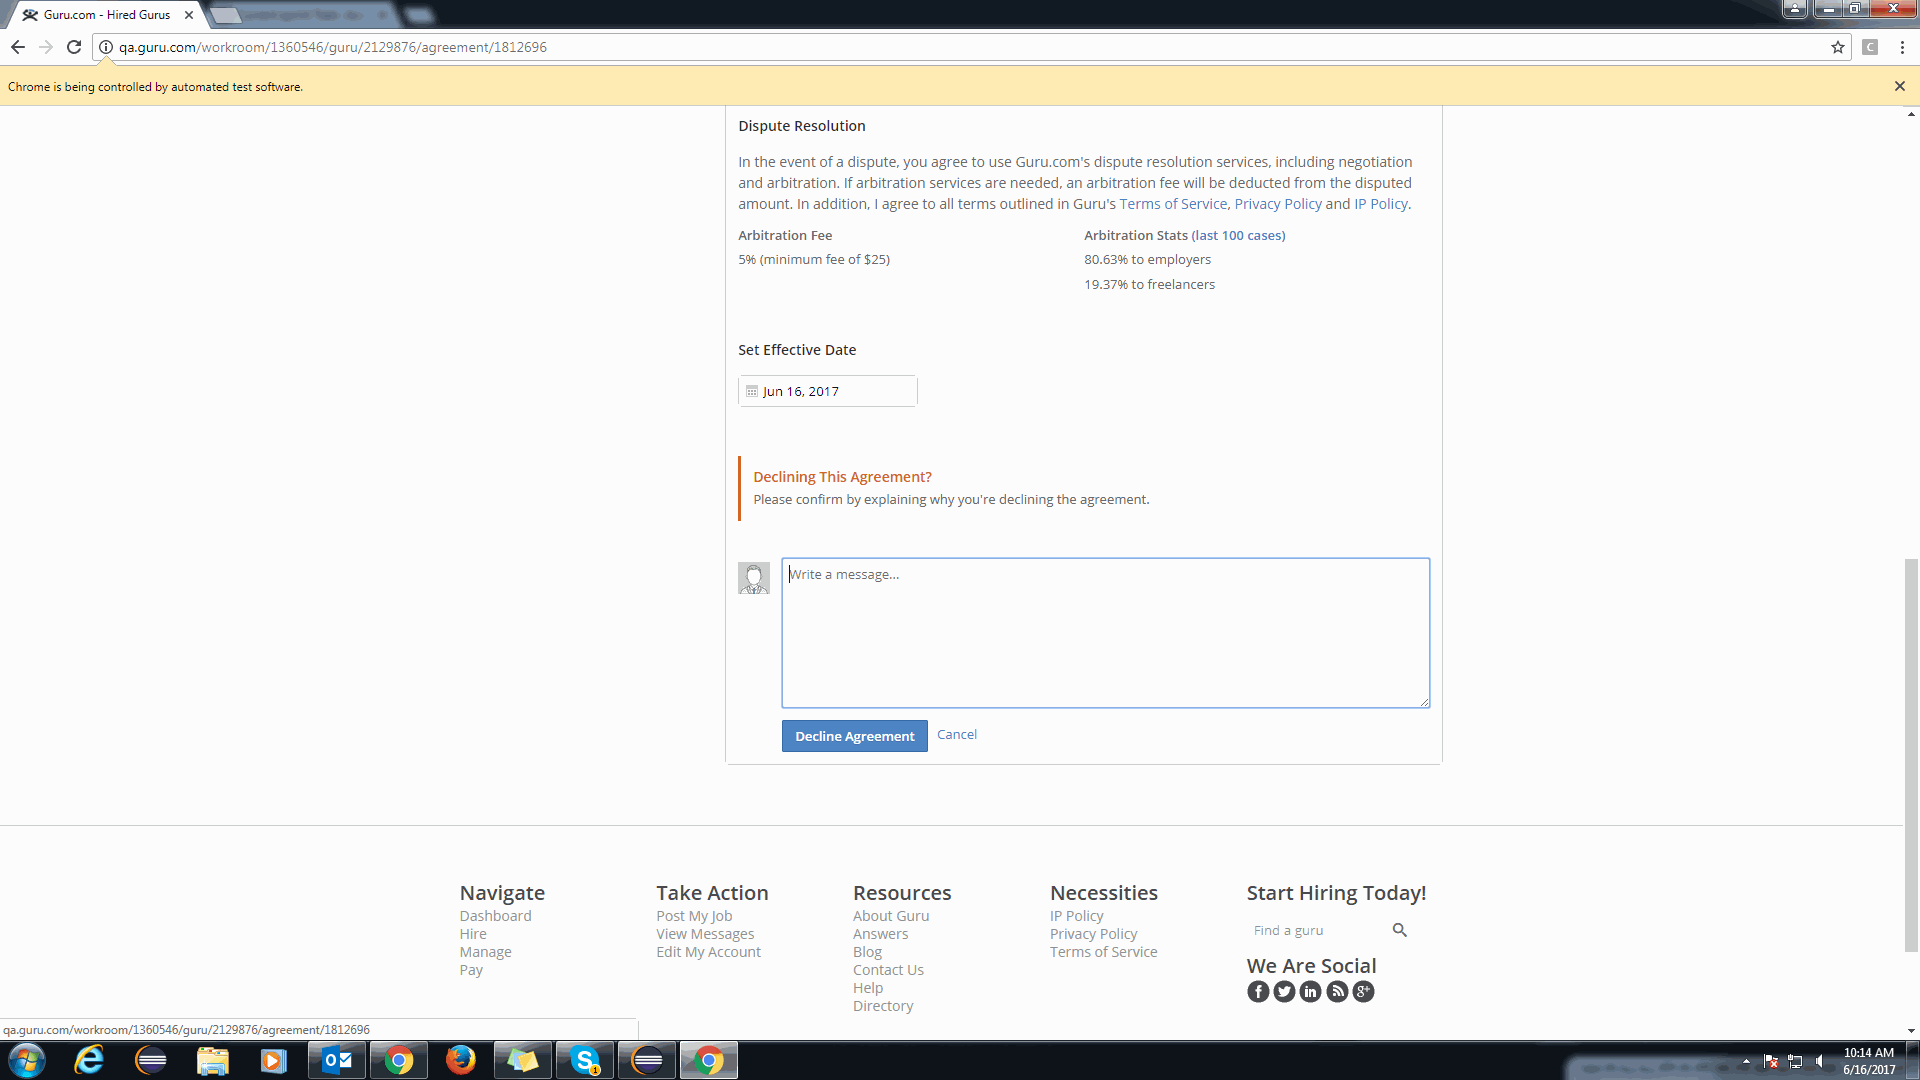 Guru.com - Hired Gurus
qa.guru.com/workroom/1360546/guru/2129876/agreement/1812696
C
Chrome is being controlled by automated test software.
Dispute Resolution
In the event of a dispute, you agree to use Guru.com's dispute resolution services, including negotiation
and arbitration. If arbitration services are needed, an arbitration fee will be deducted from the disputed
amount. In addition, I agree to all terms outlined in Guru's Terms of Service, Privacy Policy and IP Policy.
Arbitration Fee
5% (minimum fee of $25)
Arbitration Stats (last 100 cases)
80.63% to employers
19.37% to freelancers
Set Effective Date
Jun 16, 2017
Declining This Agreement?
Please confirm by explaining why you're declining the agreement.
Write a message...
Decline Agreement Cancel
Navigate
Dashboard
Hire
Manage
Pay
Take Action
Post My Job
View Messages
Edit My Account
Resources
About Guru
Answers
Blog
Contact Us
Help
Directory
Necessities
IP Policy
Privacy Policy
Terms of Service
Start Hiring Today!
Find a guru
We Are Social
qa.guru.com/workroom/1360546/guru/2129876/agreement/1812696
10:14 AM
6/16/2017